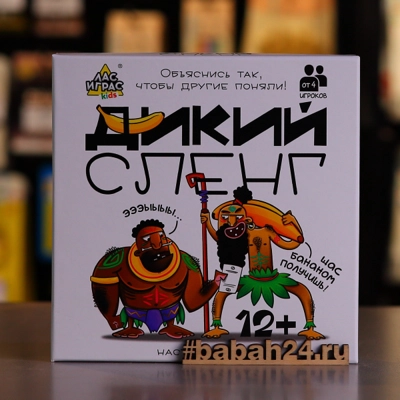 ЛАС
ИГРАС
kids
®
Объяснись так,
чтобы другие поняли!
от 4
игроков
ДИКИЙ
СЛЕНГ
эээыыыы...
щас
бананом
получишь!
12+
#babah24.ru